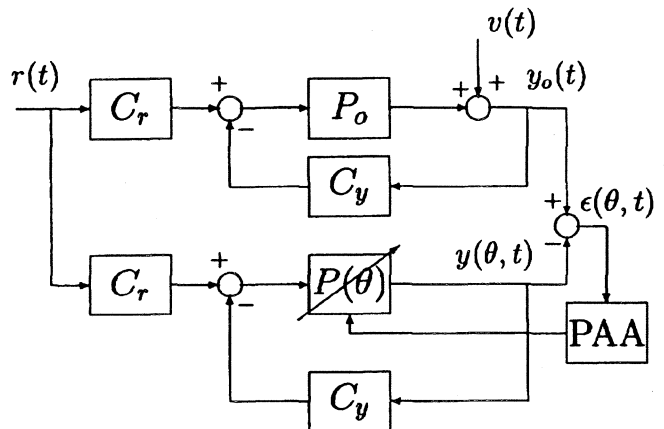 v(t)
r(t)
y_o(t)
C_r
+
−
P_o
+
+
C_y
+
−
ϵ(θ, t)
C_r
+
−
P(θ)
y(θ, t)
PAA
C_y